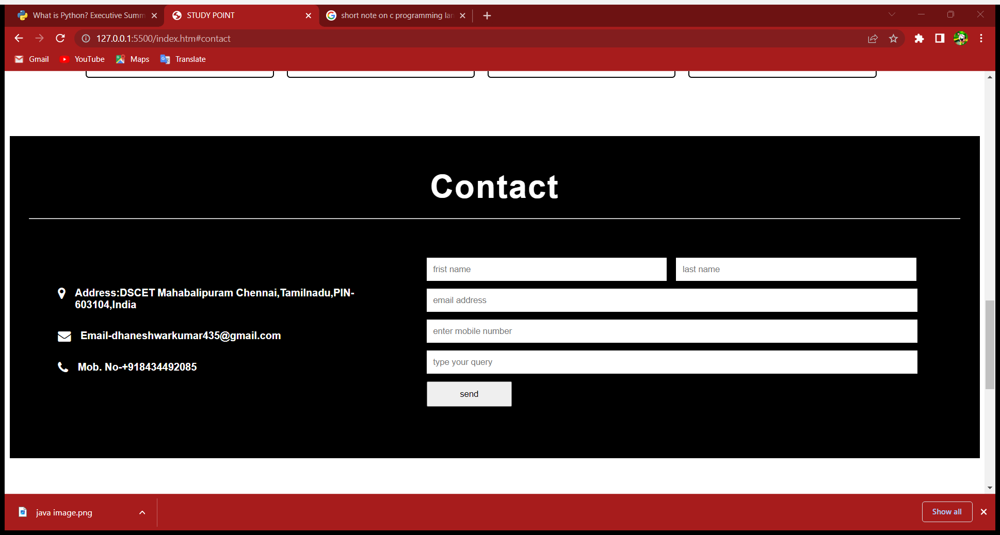 What is Python? Executive Summ
STUDY POINT
short note on c programming lan
127.0.0.1:5500/index.htm#contact
Gmail
YouTube
Maps
Translate
Contact
Address:DSCET Mahabalipuram Chennai,Tamilnadu,PIN-
603104,India
Email-dhaneshwarkumar435@gmail.com
Mob. No-+918434492085
frist name
last name
email address
enter mobile number
type your query
send
java image.png
Show all